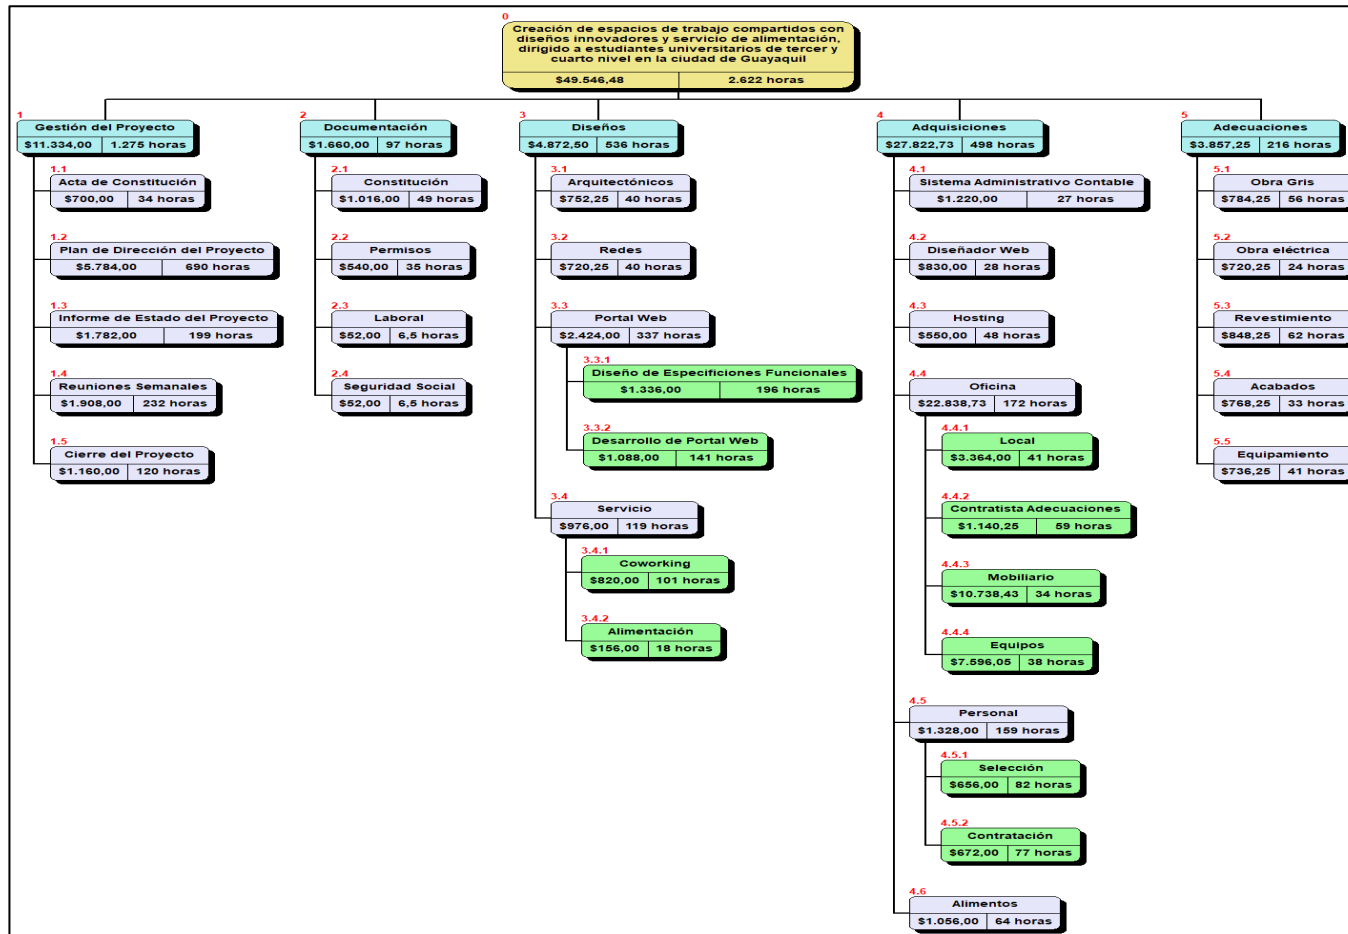 0
Creación de espacios de trabajo compartidos con
diseños innovadores y servicio de alimentación,
dirigido a estudiantes universitarios de tercer y
cuarto nivel en la ciudad de Guayaquil
$49.546,48 2.622 horas
1
Gestión del Proyecto
$11.334,00 1.275 horas
1.1
Acta de Constitución
$700,00 34 horas
1.2
Plan de Dirección del Proyecto
$5.784,00 690 horas
1.3
Informe de Estado del Proyecto
$1.782,00 199 horas
1.4
Reuniones Semanales
$1.908,00 232 horas
1.5
Cierre del Proyecto
$1.160,00 120 horas
2
Documentación
$1.660,00 97 horas
2.1
Constitución
$1.016,00 49 horas
2.2
Permisos
$540,00 35 horas
2.3
Laboral
$52,00 6,5 horas
2.4
Seguridad Social
$52,00 6,5 horas
3
Diseños
$4.872,50 536 horas
3.1
Arquitectónicos
$752,25 40 horas
3.2
Redes
$720,25 40 horas
3.3
Portal Web
$2.424,00 337 horas
3.3.1
Diseño de Especificiones Funcionales
$1.336,00 196 horas
3.3.2
Desarrollo de Portal Web
$1.088,00 141 horas
3.4
Servicio
$976,00 119 horas
3.4.1
Coworking
$820,00 101 horas
3.4.2
Alimentación
$156,00 18 horas
4
Adquisiciones
$27.822,73 498 horas
4.1
Sistema Administrativo Contable
$1.220,00 27 horas
4.2
Diseñador Web
$830,00 28 horas
4.3
Hosting
$550,00 48 horas
4.4
Oficina
$22.838,73 172 horas
4.4.1
Local
$3.364,00 41 horas
4.4.2
Contratista Adecuaciones
$1.140,25 59 horas
4.4.3
Mobiliario
$10.738,43 34 horas
4.4.4
Equipos
$7.596,05 38 horas
4.5
Personal
$1.328,00 159 horas
4.5.1
Selección
$656,00 82 horas
4.5.2
Contratación
$672,00 77 horas
4.6
Alimentos
$1.056,00 64 horas
5
Adecuaciones
$3.857,25 216 horas
5.1
Obra Gris
$784,25 56 horas
5.2
Obra eléctrica
$720,25 24 horas
5.3
Revestimiento
$848,25 62 horas
5.4
Acabados
$768,25 33 horas
5.5
Equipamiento
$736,25 41 horas